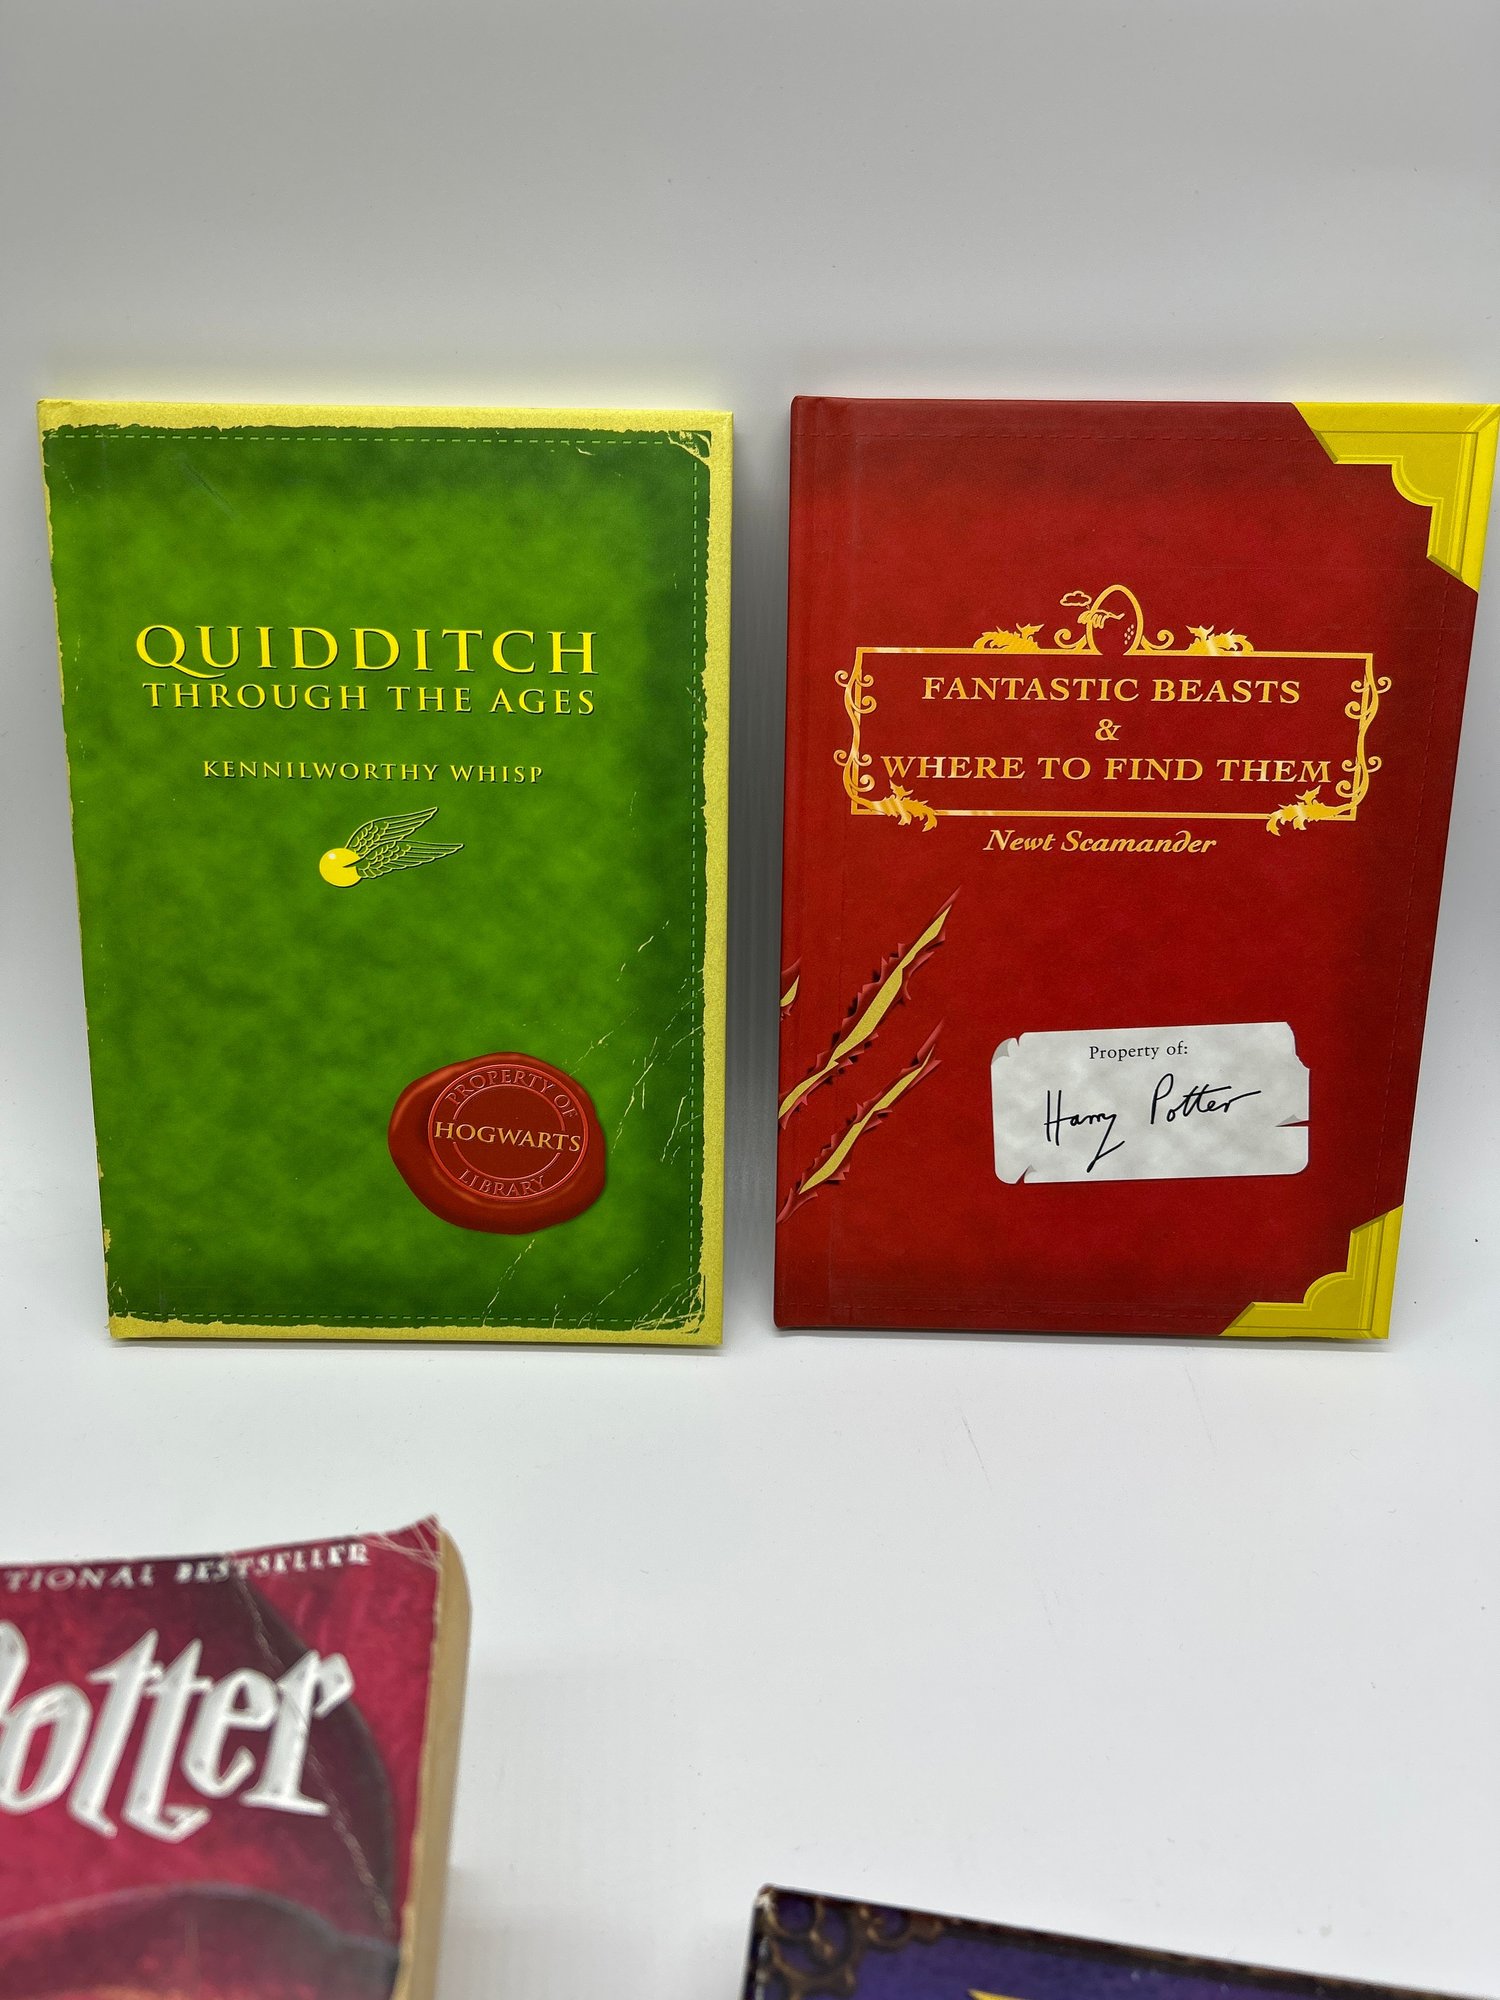 QUIDDITCH
THROUGH THE AGES
KENNILWORTHY WHISP
PROPERTY OF
HOGWARTS
LIBRARY
FANTASTIC BEASTS
&
WHERE TO FIND THEM
Newt Scamander
Property of:
Harry Potter
TIONAL BESTSELLER
Potter